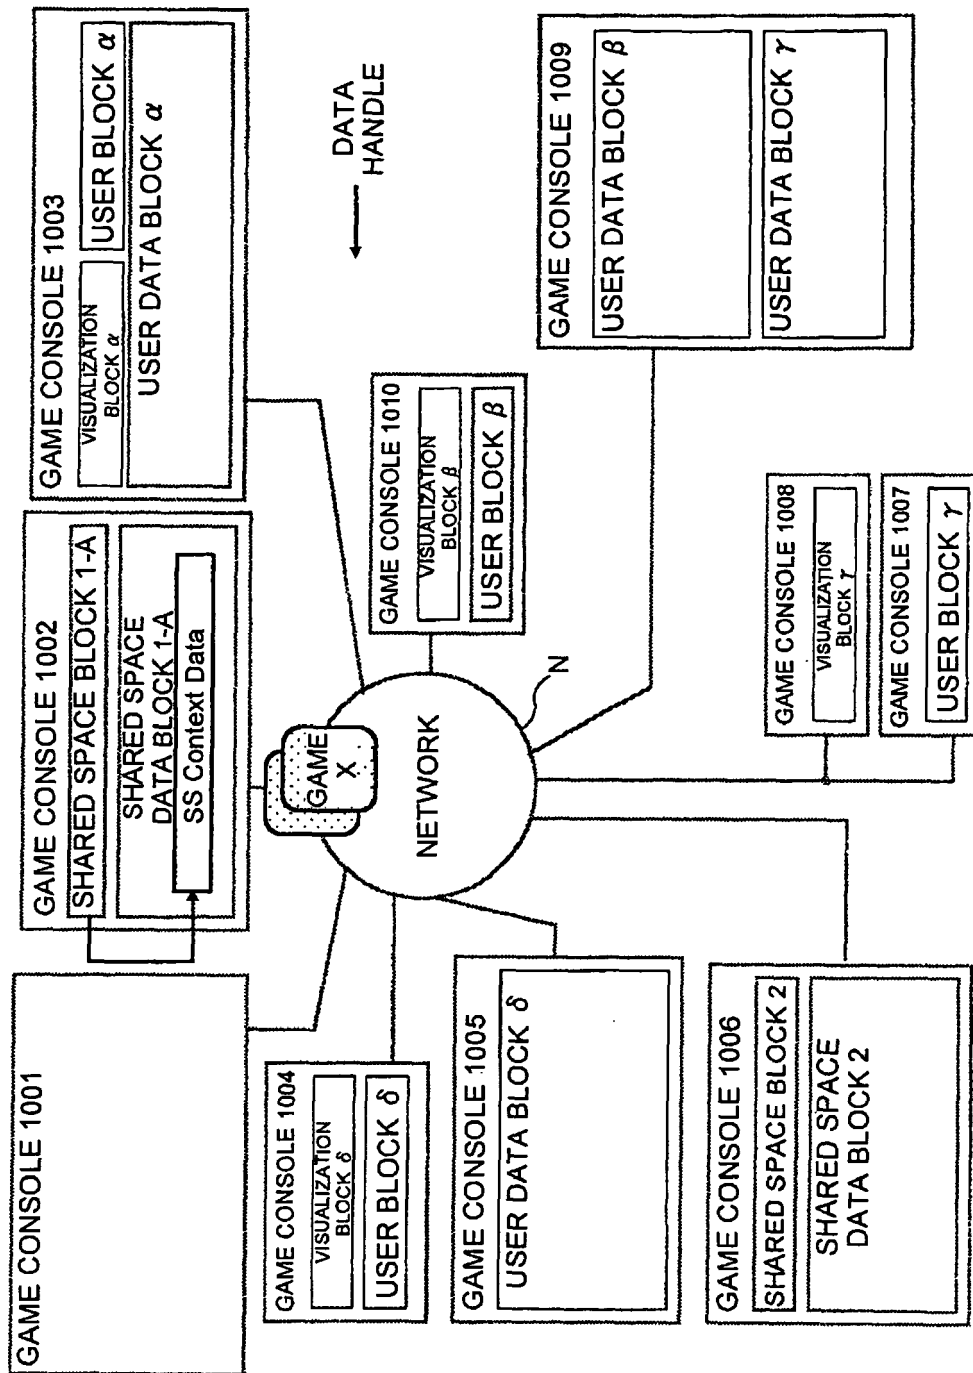 GAME CONSOLE 1001
GAME CONSOLE 1002
SHARED SPACE BLOCK 1-A
SHARED SPACE
DATA BLOCK 1-A
SS Context Data
GAME CONSOLE 1003
VISUALIZATION
BLOCK α
USER BLOCK α
USER DATA BLOCK α
DATA
HANDLE
GAME CONSOLE 1004
VISUALIZATION
BLOCK δ
USER BLOCK δ
GAME
X
NETWORK
N
GAME CONSOLE 1010
VISUALIZATION
BLOCK β
USER BLOCK β
GAME CONSOLE 1005
USER DATA BLOCK δ
GAME CONSOLE 1009
USER DATA BLOCK β
USER DATA BLOCK γ
GAME CONSOLE 1006
SHARED SPACE BLOCK 2
SHARED SPACE
DATA BLOCK 2
GAME CONSOLE 1008
VISUALIZATION
BLOCK γ
GAME CONSOLE 1007
USER BLOCK γ